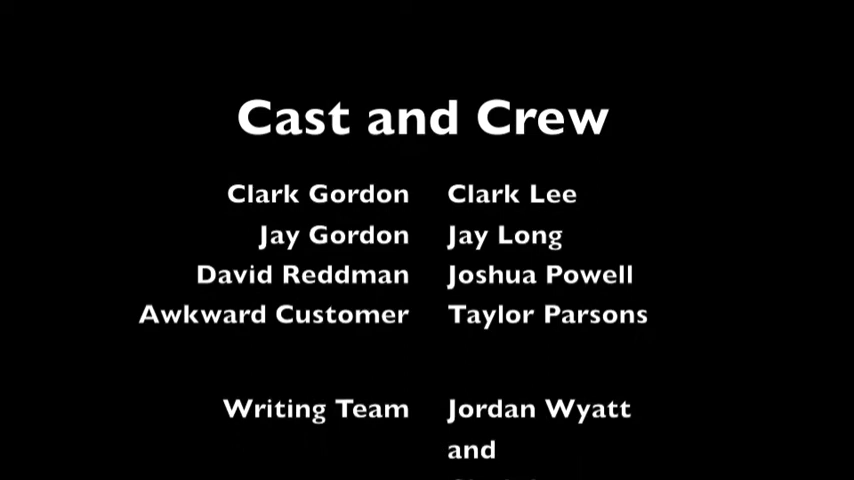 Cast and Crew
Clark Gordon Clark Lee
Jay Gordon Jay Long
David Reddman Joshua Powell
Awkward Customer Taylor Parsons
Writing Team Jordan Wyatt
and